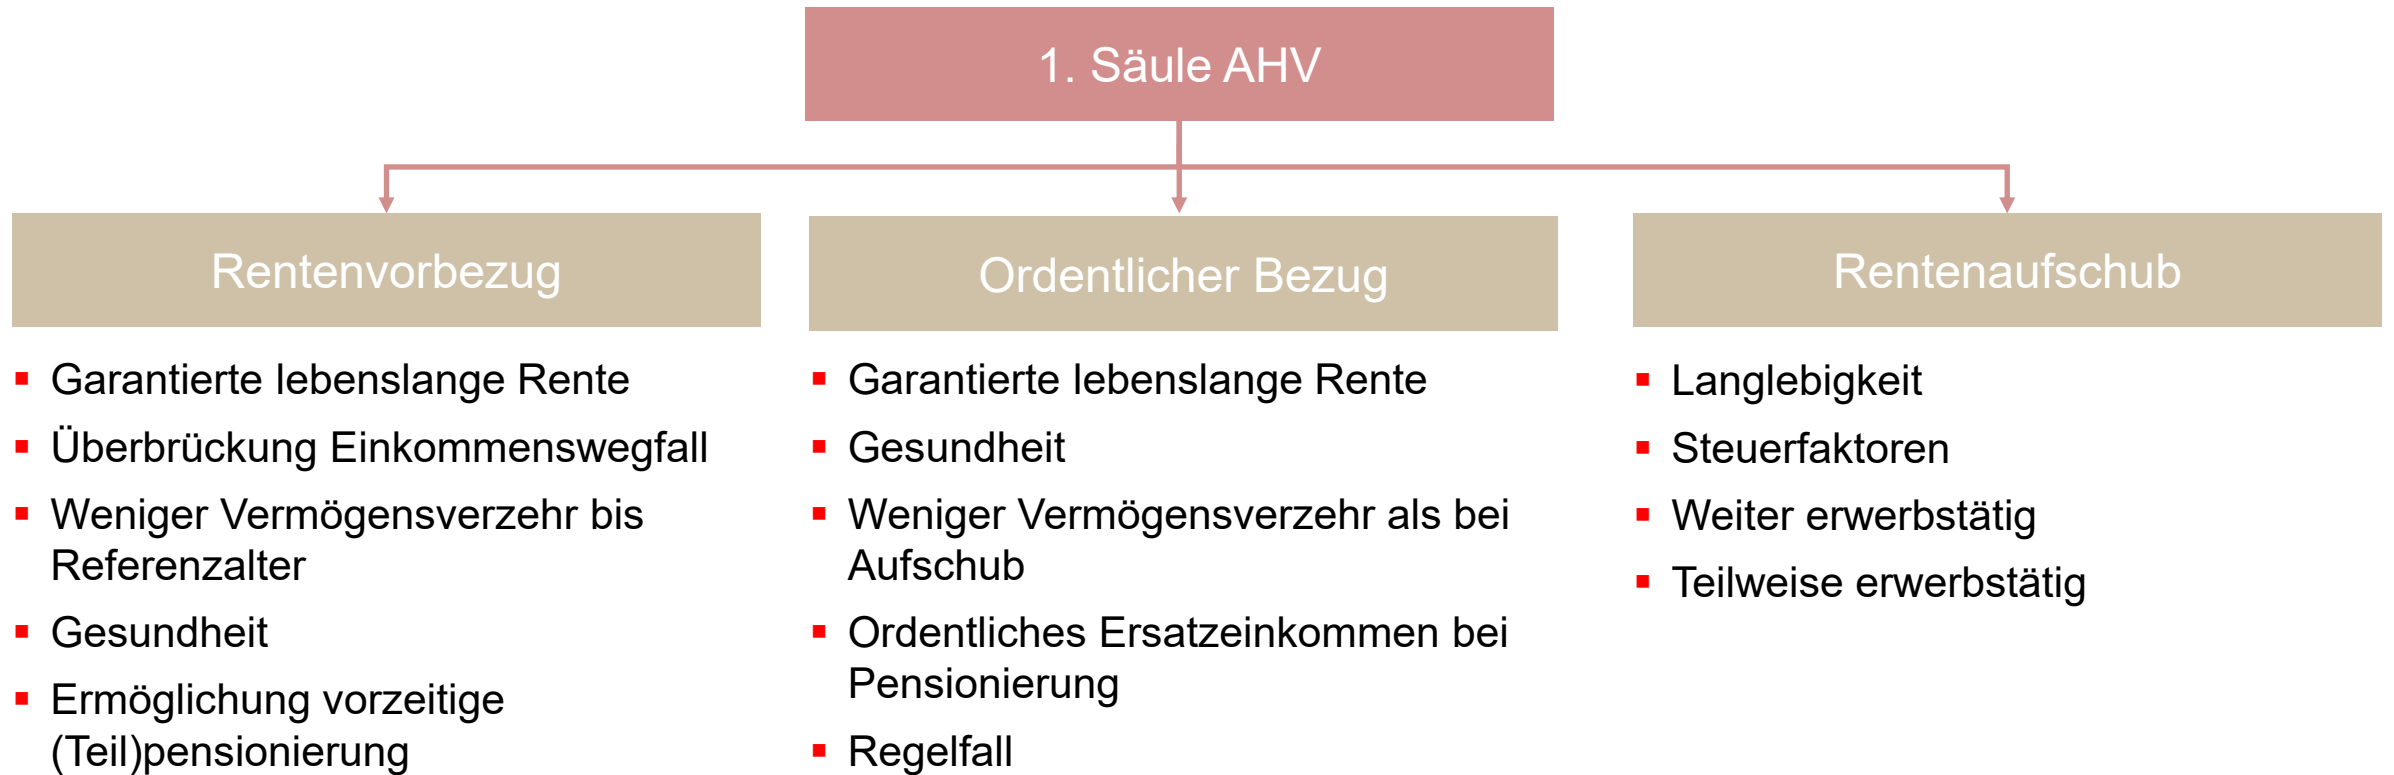 1. Säule AHV
Rentenvorbezug
Ordentlicher Bezug
Rentenaufschub
▪ Garantierte lebenslange Rente
▪ Überbrückung Einkommenswegfall
▪ Weniger Vermögensverzehr bis
Referenzalter
▪ Gesundheit
▪ Ermöglichung vorzeitige
(Teil)pensionierung
▪ Garantierte lebenslange Rente
▪ Gesundheit
▪ Weniger Vermögensverzehr als bei
Aufschub
▪ Ordentliches Ersatzeinkommen bei
Pensionierung
▪ Regelfall
▪ Langlebigkeit
▪ Steuerfaktoren
▪ Weiter erwerbstätig
▪ Teilweise erwerbstätig